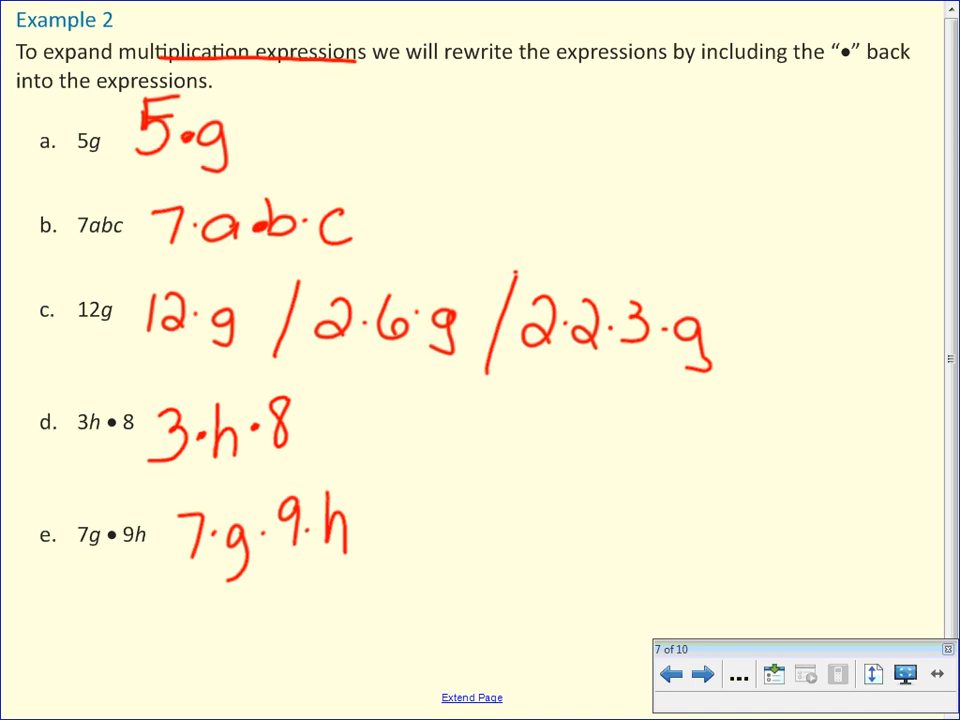 Example 2
To expand multiplication expressions we will rewrite the expressions by including the “•” back
into the expressions.
a. 5g 5•g
b. 7abc 7·a•b·c
c. 12g 12·g / 2·6·g / 2·2·3·g
d. 3h • 8 3·h·8
e. 7g • 9h 7·g·9·h
7 of 10
...
Extend Page